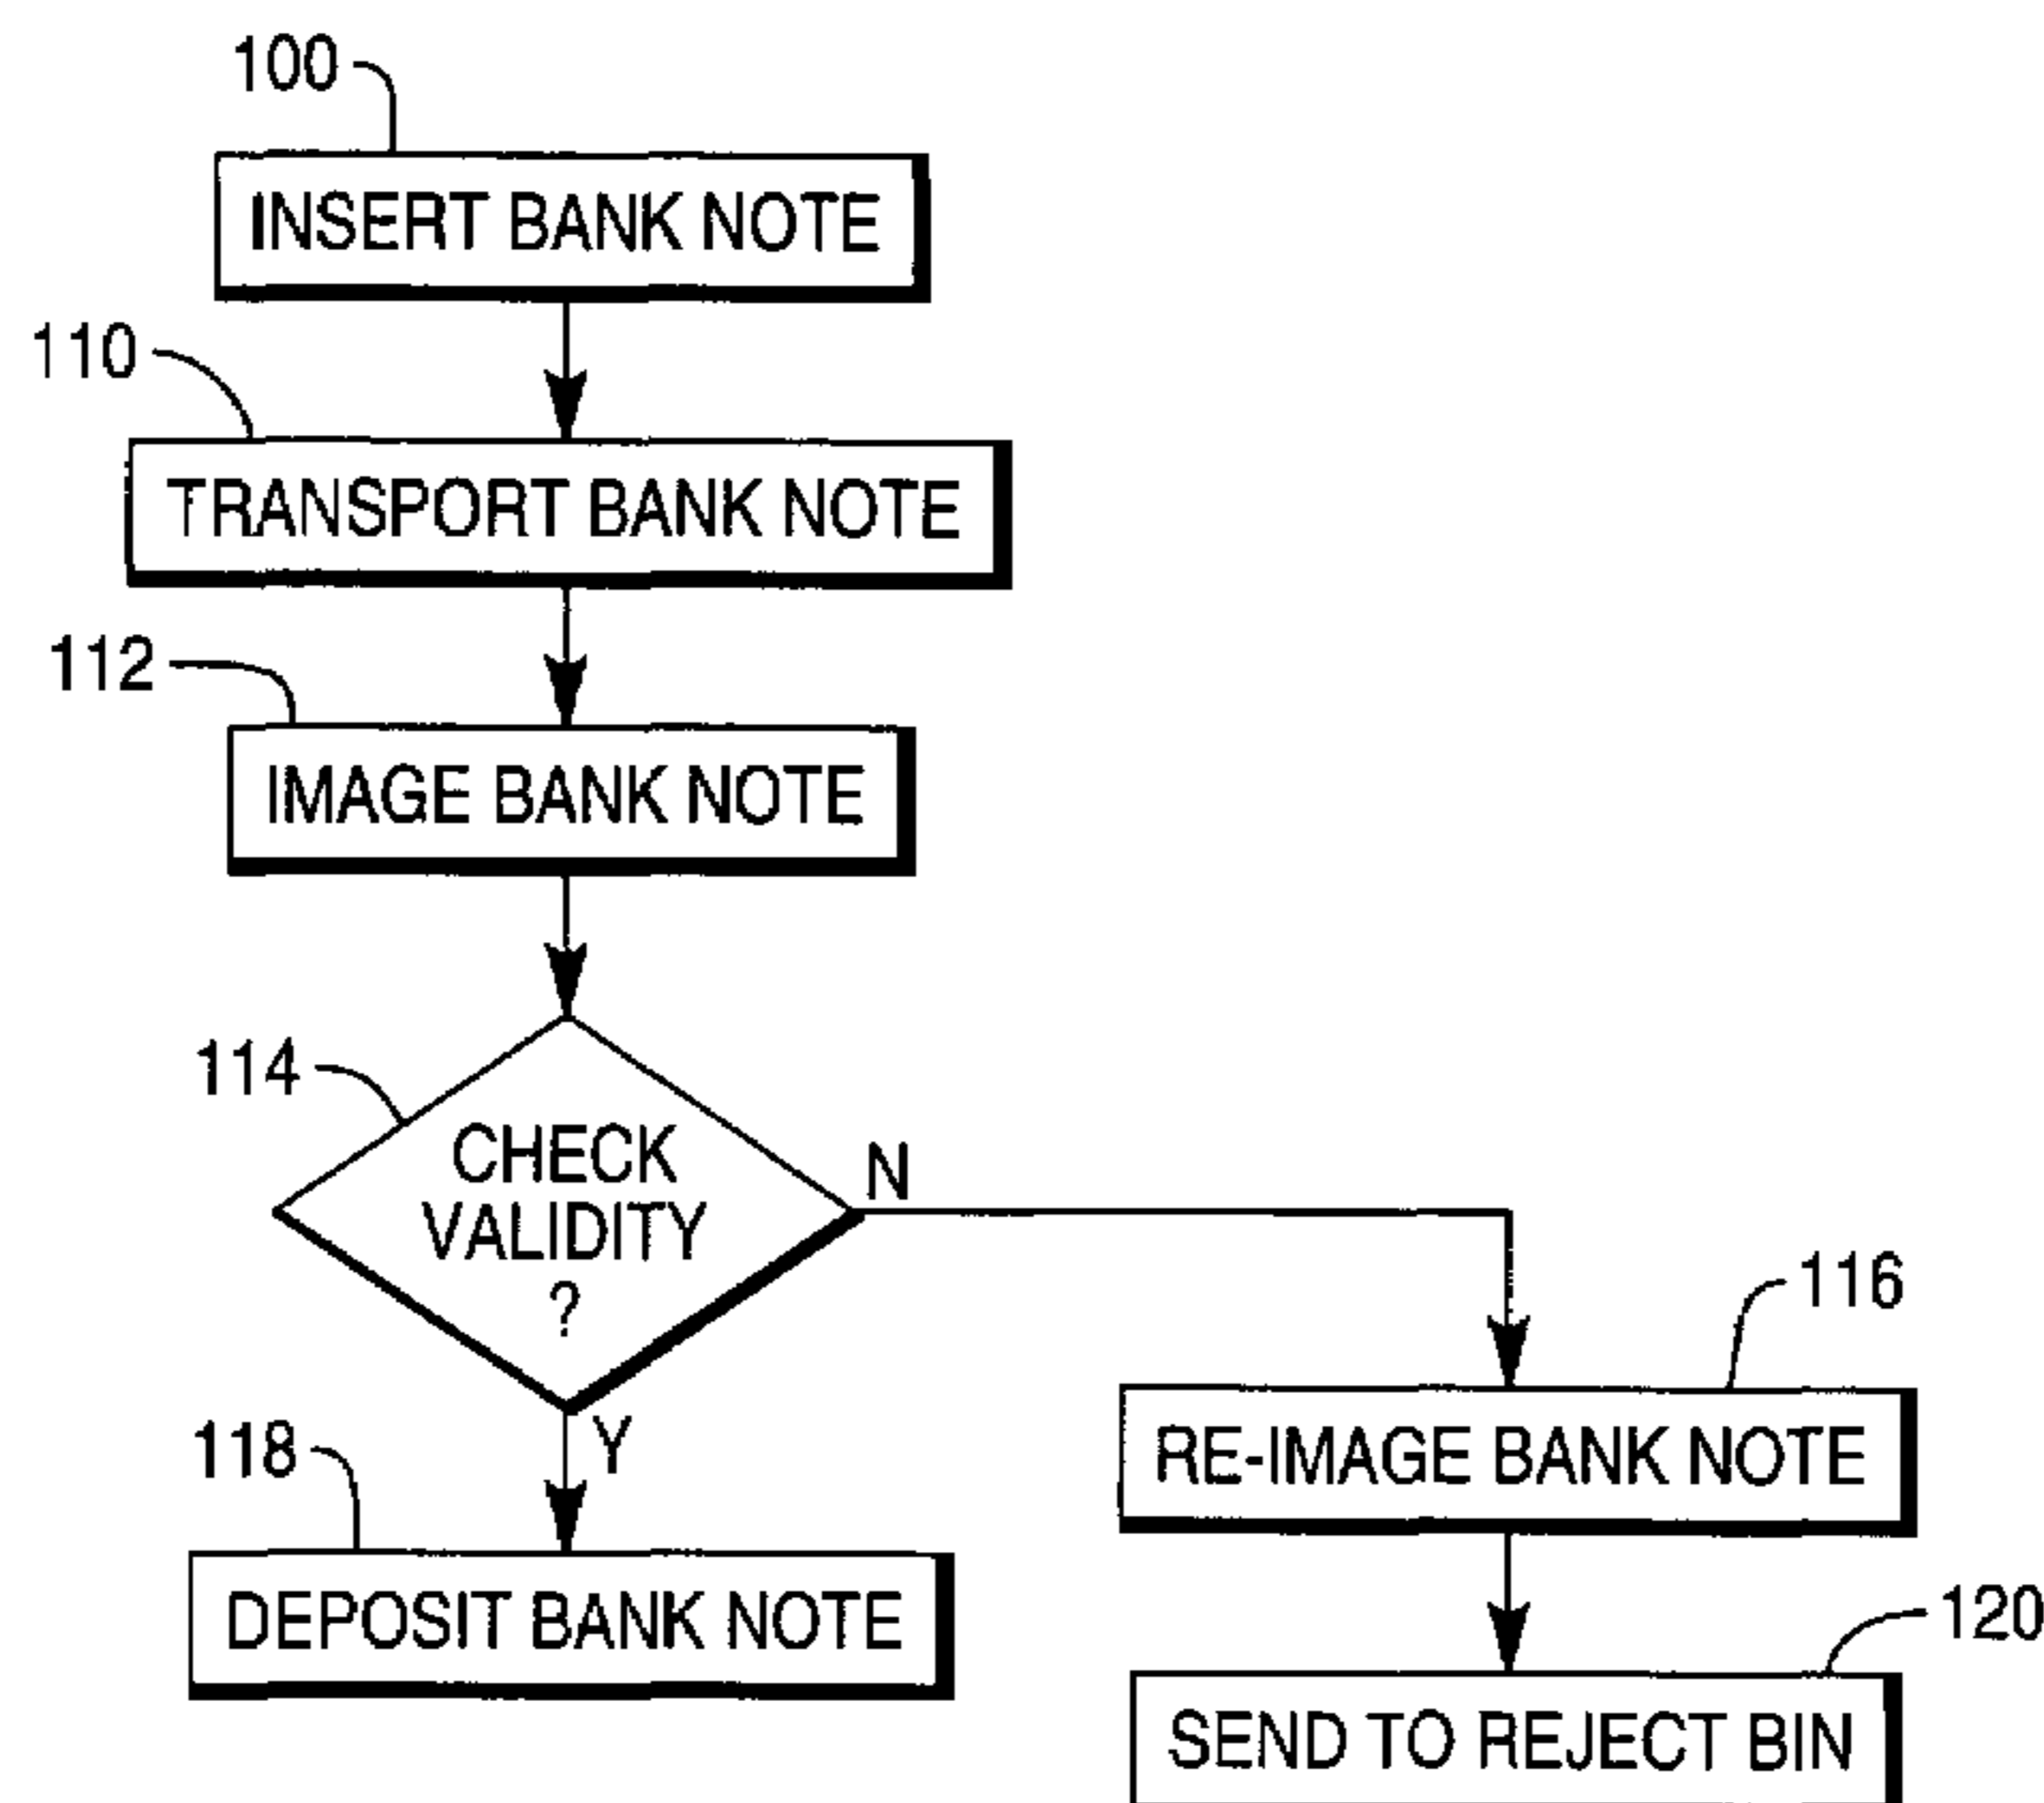 100
INSERT BANK NOTE
110
TRANSPORT BANK NOTE
112
IMAGE BANK NOTE
114
CHECK
VALIDITY
?
N
Y
116
RE-IMAGE BANK NOTE
118
DEPOSIT BANK NOTE
120
SEND TO REJECT BIN